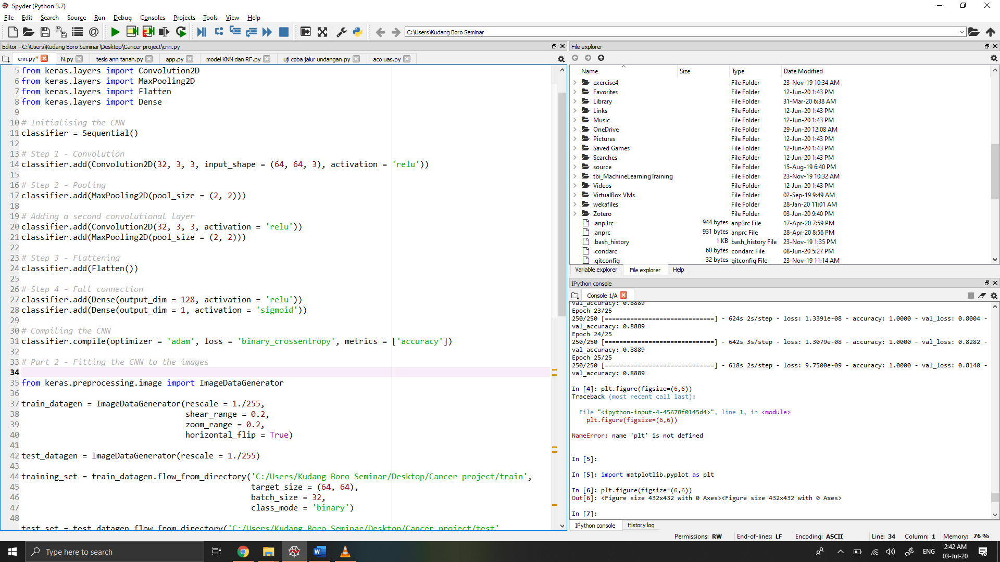 Spyder (Python 3.7)
File Edit Search Source Run Debug Consoles Projects Tools View Help
C:\Users\Kudang Boro Seminar
Editor - C:\Users\Kudang Boro Seminar\Desktop\Cancer project\cnn.py
cnn.py* N.py tesis ann tanah.py app.py model KNN dan RF.py uji coba jalur undangan.py aco uas.py
5 from keras.layers import Convolution2D
6 from keras.layers import MaxPooling2D
7 from keras.layers import Flatten
8 from keras.layers import Dense
9
10 # Initialising the CNN
11 classifier = Sequential()
12
13 # Step 1 - Convolution
14 classifier.add(Convolution2D(32, 3, 3, input_shape = (64, 64, 3), activation = 'relu'))
15
16 # Step 2 - Pooling
17 classifier.add(MaxPooling2D(pool_size = (2, 2)))
18
19 # Adding a second convolutional layer
20 classifier.add(Convolution2D(32, 3, 3, activation = 'relu'))
21 classifier.add(MaxPooling2D(pool_size = (2, 2)))
22
23 # Step 3 - Flattening
24 classifier.add(Flatten())
25
26 # Step 4 - Full connection
27 classifier.add(Dense(output_dim = 128, activation = 'relu'))
28 classifier.add(Dense(output_dim = 1, activation = 'sigmoid'))
29
30 # Compiling the CNN
31 classifier.compile(optimizer = 'adam', loss = 'binary_crossentropy', metrics = ['accuracy'])
32
33 # Part 2 - Fitting the CNN to the images
34
35 from keras.preprocessing.image import ImageDataGenerator
36
37 train_datagen = ImageDataGenerator(rescale = 1./255,
38 shear_range = 0.2,
39 zoom_range = 0.2,
40 horizontal_flip = True)
41
42 test_datagen = ImageDataGenerator(rescale = 1./255)
43
44 training_set = train_datagen.flow_from_directory('C:/Users/Kudang Boro Seminar/Desktop/Cancer project/train',
45 target_size = (64, 64),
46 batch_size = 32,
47 class_mode = 'binary')
48
test_set = test_datagen.flow_from_directory('C:/Users/Kudang Boro Seminar/Desktop/Cancer project/test'
File explorer
Name Size Type Date Modified
exercise4 File Folder 23-Nov-19 10:34 AM
Favorites File Folder 12-Jun-20 1:43 PM
Library File Folder 31-Mar-20 6:38 AM
Links File Folder 12-Jun-20 1:43 PM
Music File Folder 12-Jun-20 1:43 PM
OneDrive File Folder 29-Jun-20 12:08 AM
Pictures File Folder 12-Jun-20 1:43 PM
Saved Games File Folder 12-Jun-20 1:43 PM
Searches File Folder 12-Jun-20 1:43 PM
source File Folder 15-Aug-19 6:40 PM
tbi_MachineLearningTraining File Folder 23-Nov-19 10:32 AM
Videos File Folder 12-Jun-20 1:43 PM
VirtualBox VMs File Folder 02-Sep-19 9:49 AM
wekafiles File Folder 28-Jan-20 11:01 AM
Zotero File Folder 03-Jun-20 9:40 PM
.anp3rc 944 bytes anp3rc File 17-Apr-20 7:59 PM
.anprc 931 bytes anprc File 28-Apr-20 8:56 PM
.bash_history 1 KB bash_history File 23-Nov-19 1:35 PM
.condarc 60 bytes condarc File 08-Jun-20 5:27 PM
.gitconfig 32 bytes gitconfig File 23-Nov-19 11:14 AM
Variable explorer File explorer Help
IPython console
Console 1/A
val_accuracy: 0.8889
Epoch 23/25
250/250 [==============================] - 624s 2s/step - loss: 1.3391e-08 - accuracy: 1.0000 - val_loss: 0.8004 -
val_accuracy: 0.8889
Epoch 24/25
250/250 [==============================] - 642s 3s/step - loss: 1.3079e-08 - accuracy: 1.0000 - val_loss: 0.8282 -
val_accuracy: 0.8889
Epoch 25/25
250/250 [==============================] - 618s 2s/step - loss: 9.7500e-09 - accuracy: 1.0000 - val_loss: 0.8140 -
val_accuracy: 0.8889
In [4]: plt.figure(figsize=(6,6))
Traceback (most recent call last):
File "<ipython-input-4-45678f0145d4>", line 1, in <module>
plt.figure(figsize=(6,6))
NameError: name 'plt' is not defined
In [5]:
In [5]: import matplotlib.pyplot as plt
In [6]: plt.figure(figsize=(6,6))
Out[6]: <Figure size 432x432 with 0 Axes><Figure size 432x432 with 0 Axes>
In [7]:
IPython console History log
Permissions: RW End-of-lines: LF Encoding: ASCII Line: 34 Column: 1 Memory: 76 %
Type here to search
ENG
2:42 AM
03-Jul-20